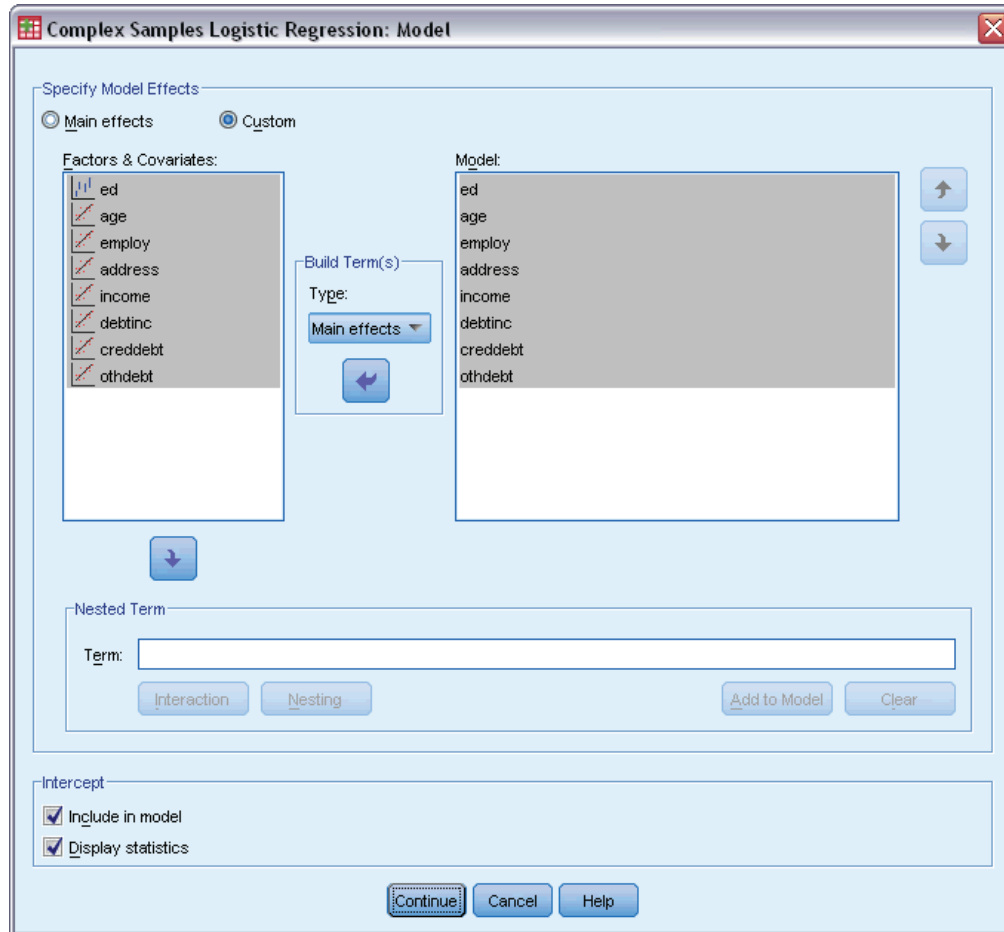 Complex Samples Logistic Regression: Model
Specify Model Effects
Main effects
Custom
Factors & Covariates:
ed
age
employ
address
income
debtinc
creddebt
othdebt
Build Term(s)
Type:
Main effects
Model:
ed
age
employ
address
income
debtinc
creddebt
othdebt
Nested Term
Term:
Interaction
Nesting
Add to Model
Clear
Intercept
Include in model
Display statistics
Continue
Cancel
Help